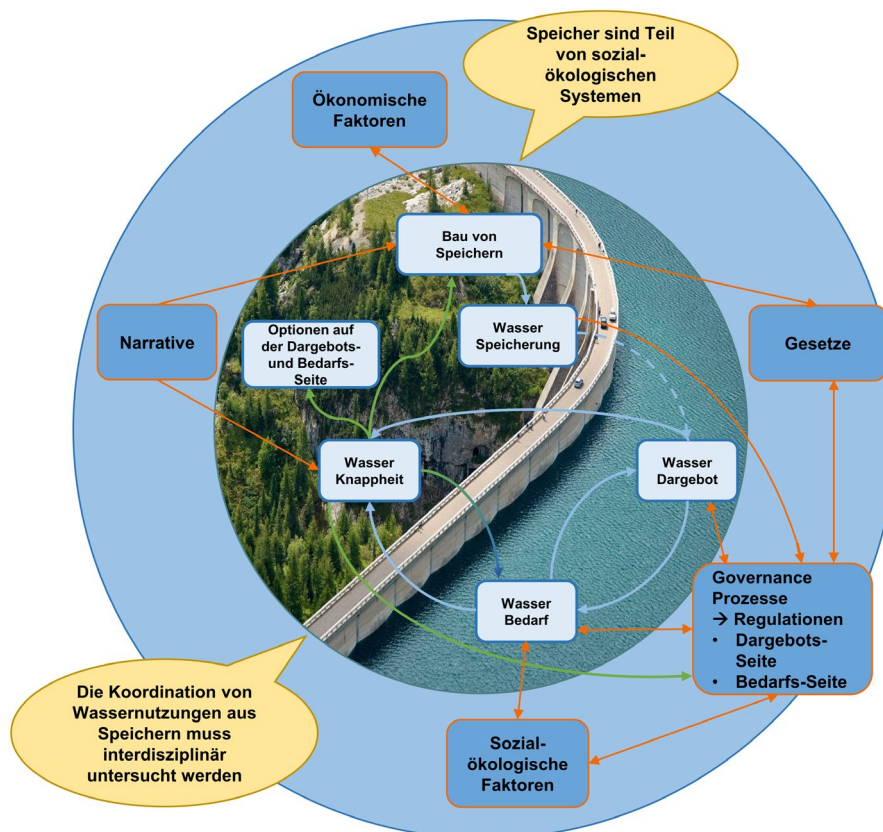 Speicher sind Teil
von sozial-
ökologischen
Systemen
Ökonomische
Faktoren
Bau von
Speichern
Narrative
Optionen auf
der Dargebots-
und Bedarfs-
Seite
Wasser
Speicherung
Gesetze
Wasser
Knappheit
Wasser
Dargebot
Wasser
Bedarf
Governance
Prozesse
→ Regulationen
• Dargebots-
Seite
• Bedarfs-Seite
Die Koordination von
Wassernutzungen aus
Speichern muss
interdisziplinär
untersucht werden
Sozial-
ökologische
Faktoren